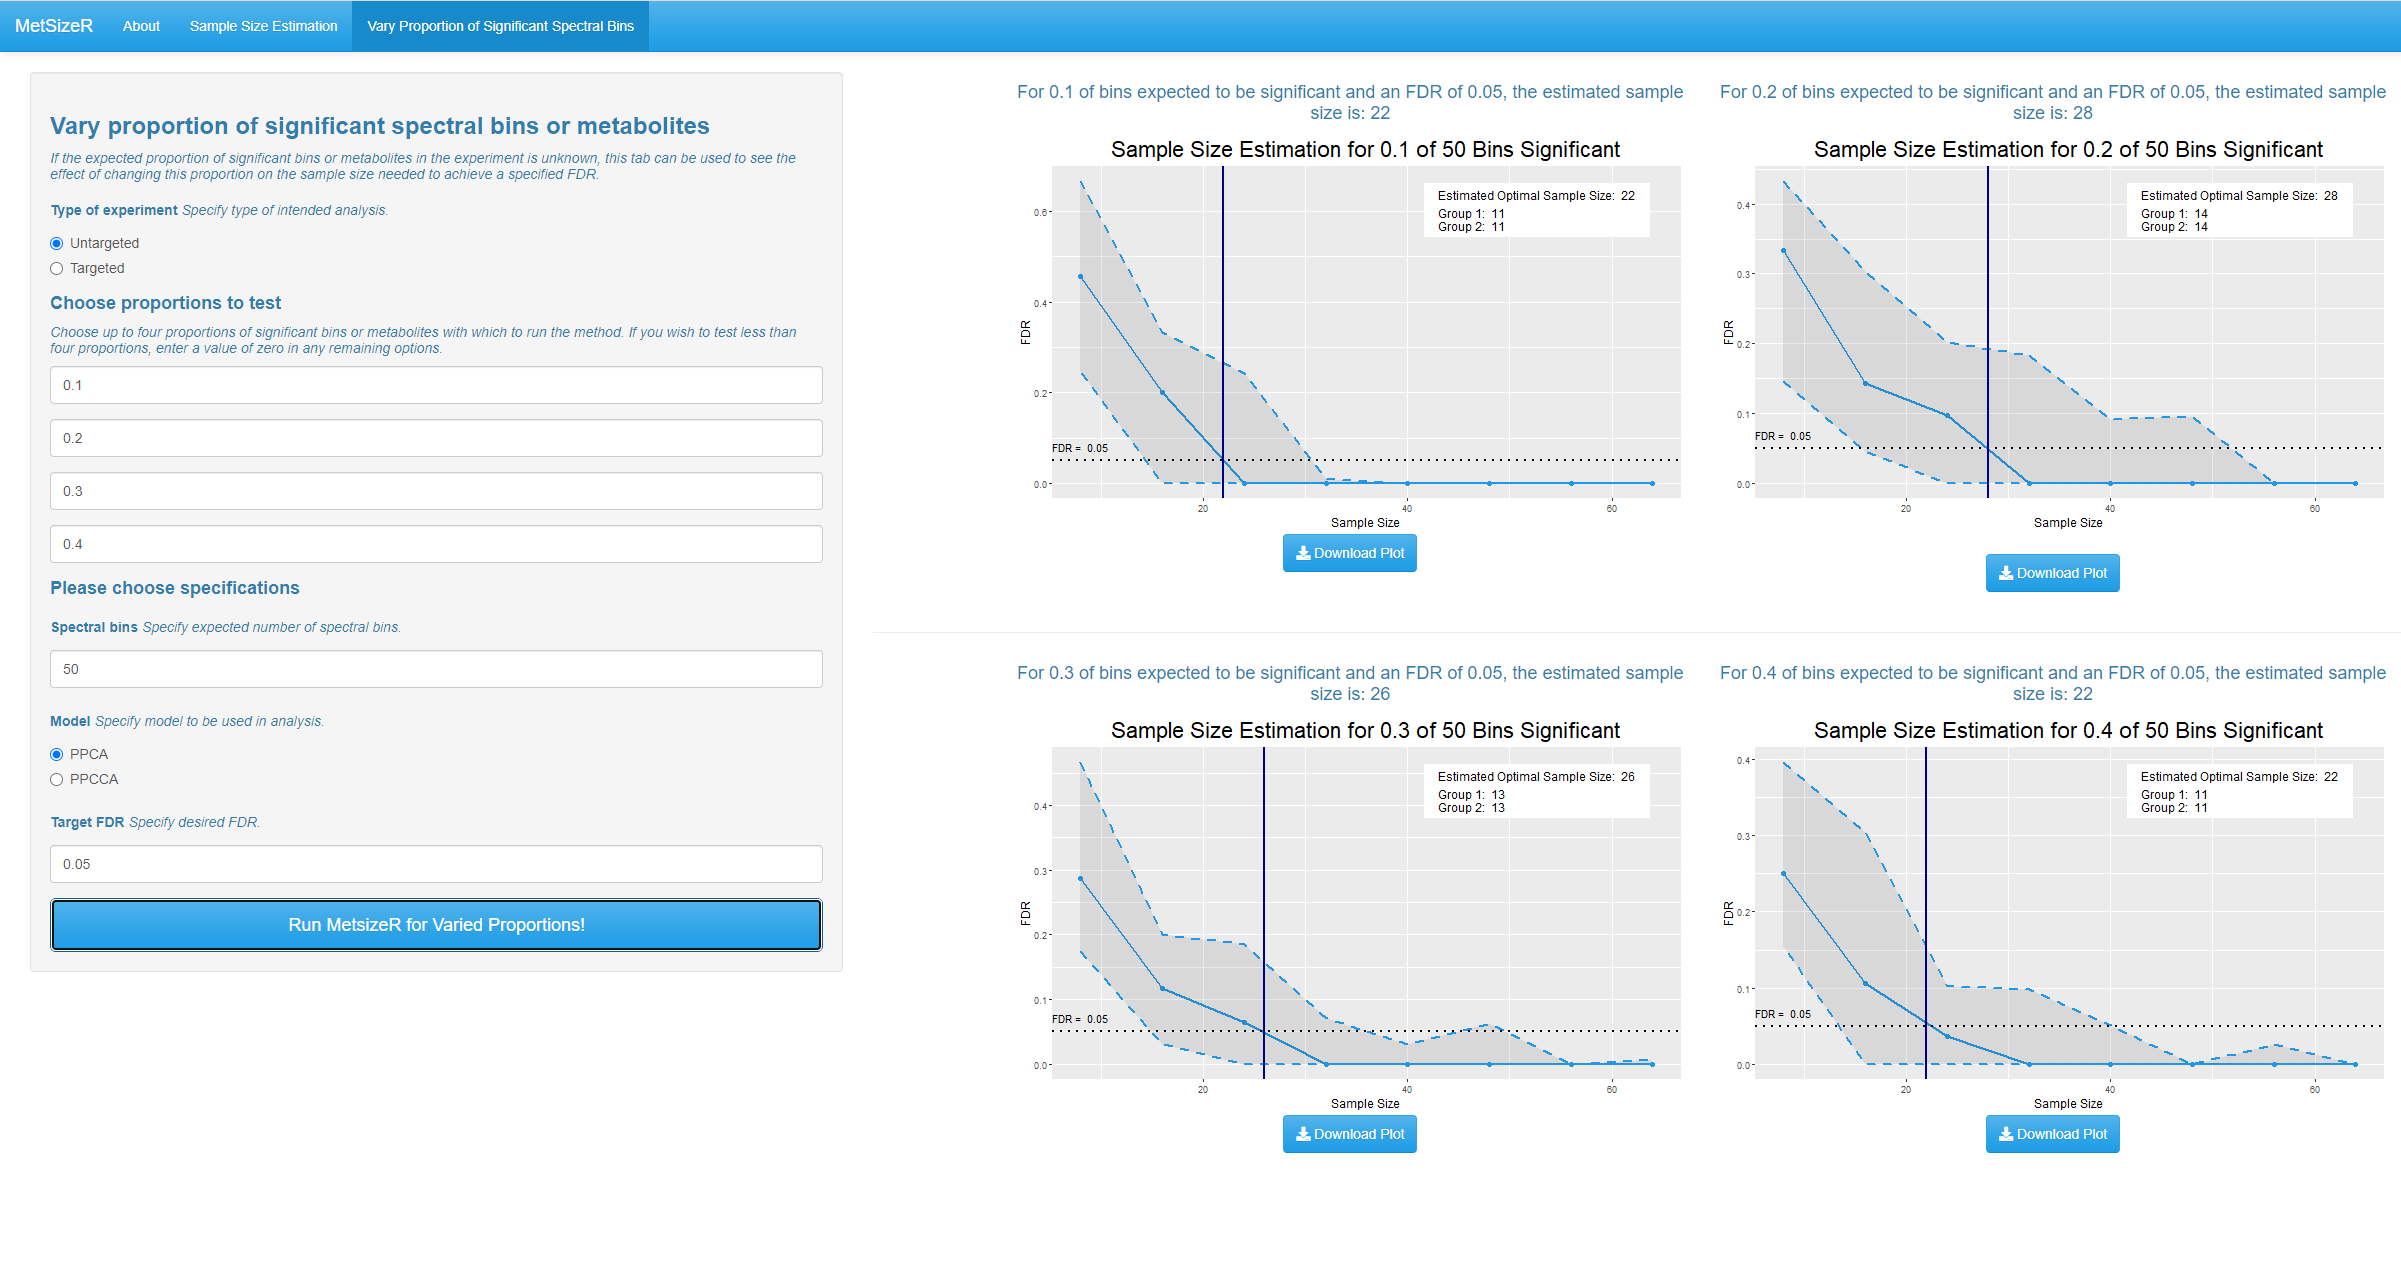 MetSizeR About Sample Size Estimation Vary Proportion of Significant Spectral Bins
Vary proportion of significant spectral bins or metabolites
If the expected proportion of significant bins or metabolites in the experiment is unknown, this tab can be used to see the
effect of changing this proportion on the sample size needed to achieve a specified FDR.
Type of experiment Specify type of intended analysis.
Untargeted
Targeted
Choose proportions to test
Choose up to four proportions of significant bins or metabolites with which to run the method. If you wish to test less than
four proportions, enter a value of zero in any remaining options.
0.1
0.2
0.3
0.4
Please choose specifications
Spectral bins Specify expected number of spectral bins.
50
Model Specify model to be used in analysis.
PPCA
PPCCA
Target FDR Specify desired FDR.
0.05
Run MetsizeR for Varied Proportions!
For 0.1 of bins expected to be significant and an FDR of 0.05, the estimated sample
size is: 22
Sample Size Estimation for 0.1 of 50 Bins Significant
Estimated Optimal Sample Size: 22
Group 1: 11
Group 2: 11
0.6
0.4
0.2
0.0
FDR
FDR = 0.05
20 40 60
Sample Size
Download Plot
For 0.2 of bins expected to be significant and an FDR of 0.05, the estimated sample
size is: 28
Sample Size Estimation for 0.2 of 50 Bins Significant
Estimated Optimal Sample Size: 28
Group 1: 14
Group 2: 14
0.4
0.3
0.2
0.1
0.0
FDR
FDR = 0.05
20 40 60
Sample Size
Download Plot
For 0.3 of bins expected to be significant and an FDR of 0.05, the estimated sample
size is: 26
Sample Size Estimation for 0.3 of 50 Bins Significant
Estimated Optimal Sample Size: 26
Group 1: 13
Group 2: 13
0.4
0.3
0.2
0.1
0.0
FDR
FDR = 0.05
20 40 60
Sample Size
Download Plot
For 0.4 of bins expected to be significant and an FDR of 0.05, the estimated sample
size is: 22
Sample Size Estimation for 0.4 of 50 Bins Significant
Estimated Optimal Sample Size: 22
Group 1: 11
Group 2: 11
0.4
0.3
0.2
0.1
0.0
FDR
FDR = 0.05
20 40 60
Sample Size
Download Plot